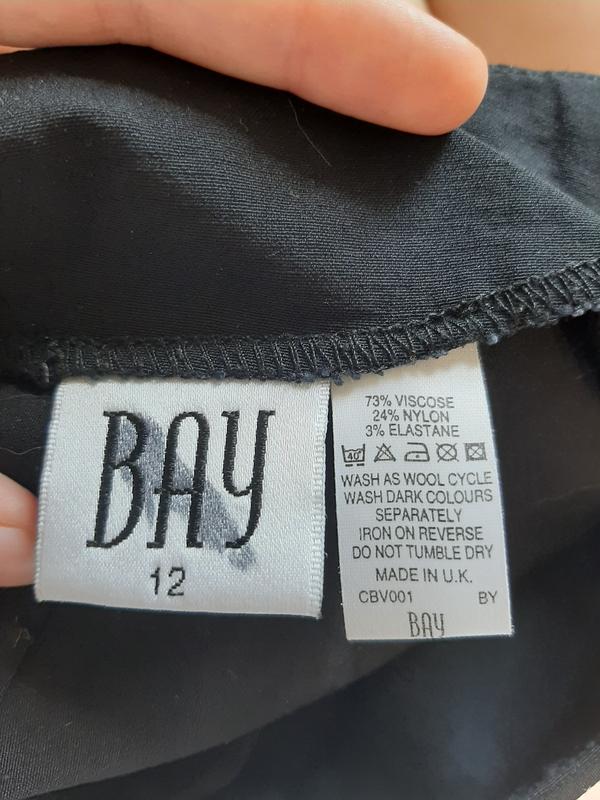 BAY
12
73% VISCOSE
24% NYLON
3% ELASTANE
40
WASH AS WOOL CYCLE
WASH DARK COLOURS
SEPARATELY
IRON ON REVERSE
DO NOT TUMBLE DRY
MADE IN U.K.
CBV001 BY
BAY